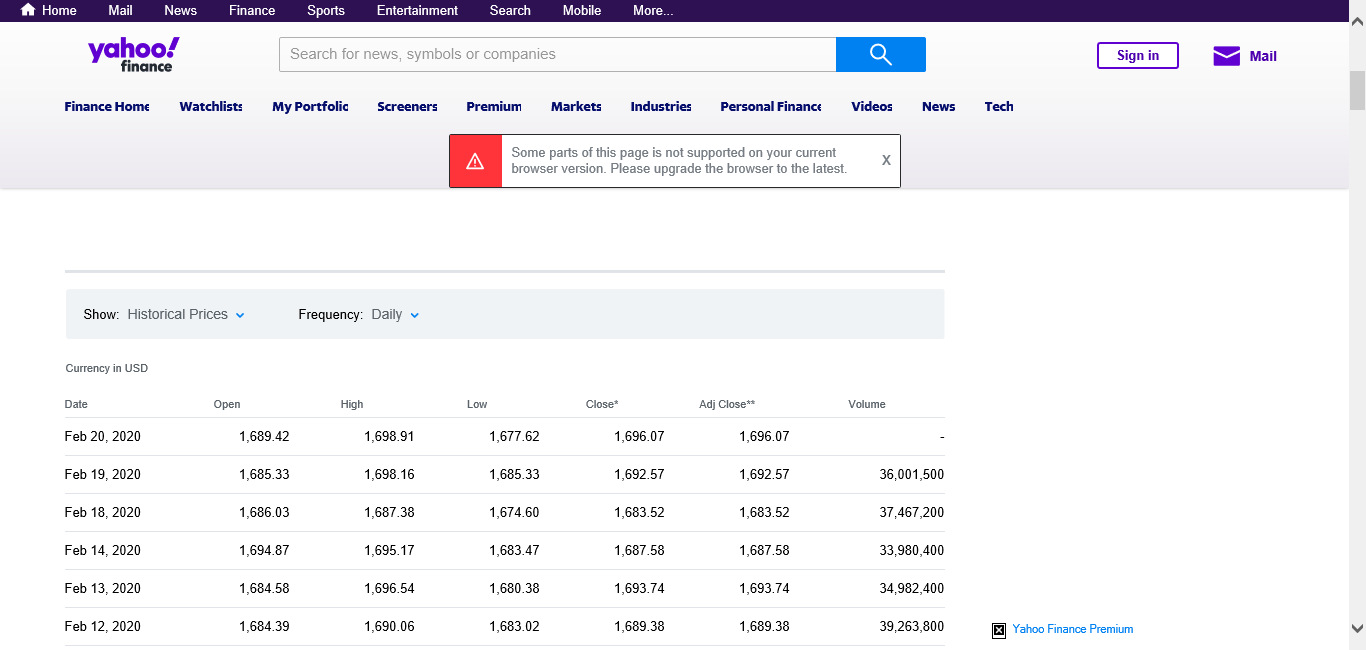 Home Mail News Finance Sports Entertainment Search Mobile More...
yahoo!
finance
Search for news, symbols or companies
Sign in
Mail
Finance Home Watchlists My Portfolio Screeners Premium Markets Industries Personal Finance Videos News Tech
Some parts of this page is not supported on your current
browser version. Please upgrade the browser to the latest.
X
Show: Historical Prices Frequency: Daily
Currency in USD
Date Open High Low Close* Adj Close** Volume
Feb 20, 2020 1,689.42 1,698.91 1,677.62 1,696.07 1,696.07 -
Feb 19, 2020 1,685.33 1,698.16 1,685.33 1,692.57 1,692.57 36,001,500
Feb 18, 2020 1,686.03 1,687.38 1,674.60 1,683.52 1,683.52 37,467,200
Feb 14, 2020 1,694.87 1,695.17 1,683.47 1,687.58 1,687.58 33,980,400
Feb 13, 2020 1,684.58 1,696.54 1,680.38 1,693.74 1,693.74 34,982,400
Feb 12, 2020 1,684.39 1,690.06 1,683.02 1,689.38 1,689.38 39,263,800
Yahoo Finance Premium